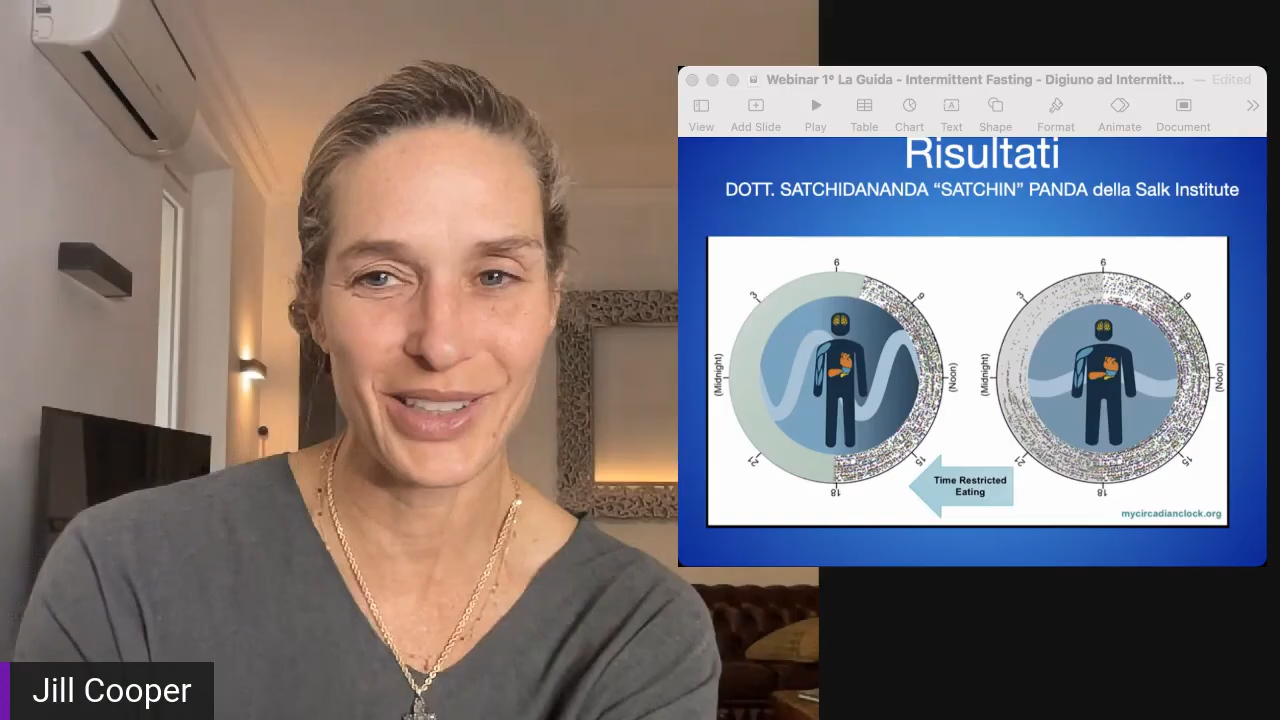 Webinar 1º La Guida - Intermittent Fasting - Digiuno ad Intermitt... — Edited
View Add Slide Play Table Chart Text Shape Format Animate Document
Risultati
DOTT. SATCHIDANANDA “SATCHIN” PANDA della Salk Institute
6
3
9
(Midnight)
(Noon)
21
15
18
6
3
9
(Midnight)
(Noon)
21
15
18
Time Restricted
Eating
mycircadianclock.org
Jill Cooper